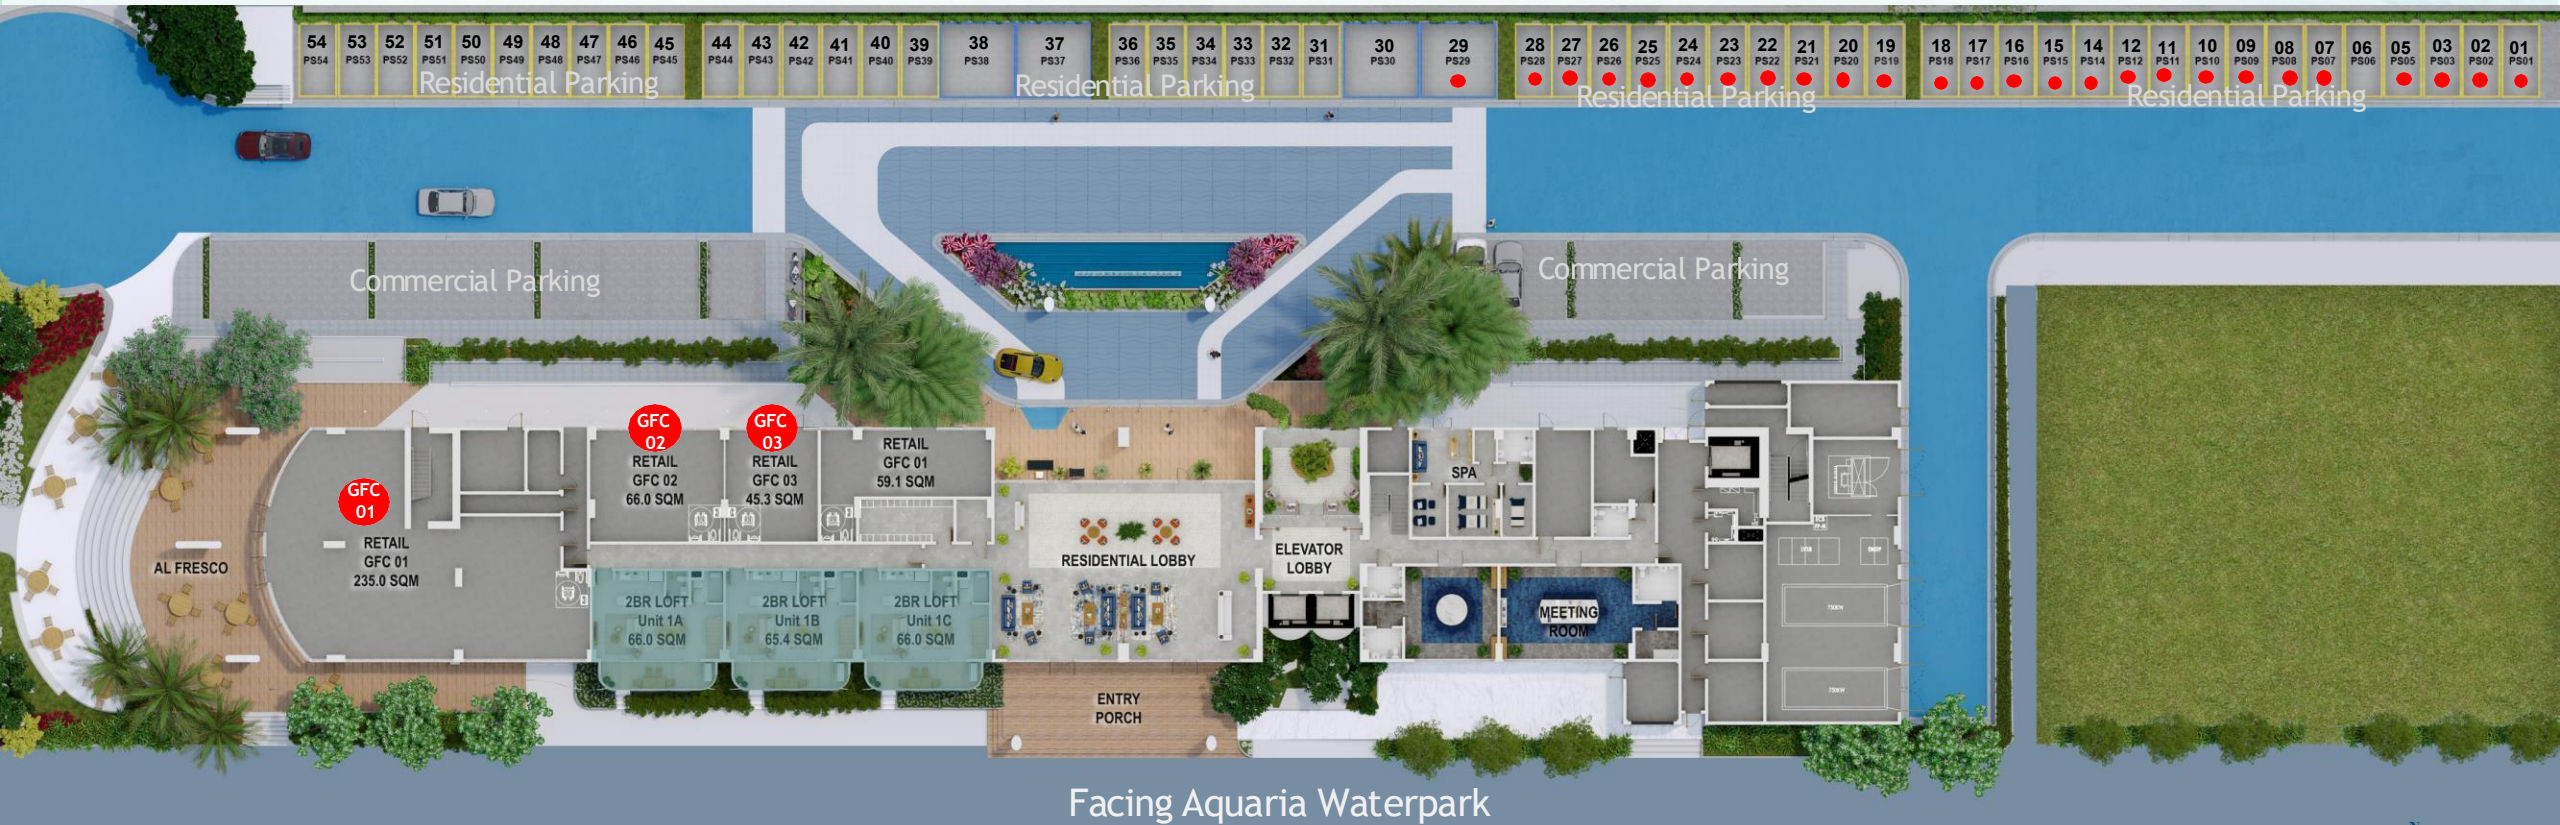 54 53 52 51 50 49 48 47 46 45 44 43 42 41 40 39 38 37 36 35 34 33 32 31 30 29 28 27 26 25 24 23 22 21 20 19 18 17 16 15 14 12 11 10 09 08 07 06 05 03 02 01
PS54 PS53 PS52 PS51 PS50 PS49 PS48 PS47 PS46 PS45 PS44 PS43 PS42 PS41 PS40 PS39 PS38 PS37 PS36 PS35 PS34 PS33 PS32 PS31 PS30 PS29 PS28 PS27 PS26 PS25 PS24 PS23 PS22 PS21 PS20 PS19 PS18 PS17 PS16 PS15 PS14 PS12 PS11 PS10 PS09 PS08 PS07 PS06 PS05 PS03 PS02 PS01
Residential Parking
Residential Parking
Residential Parking
Residential Parking
Commercial Parking
Commercial Parking
GFC
01
RETAIL
GFC 01
235.0 SQM
AL FRESCO
GFC
02
RETAIL
GFC 02
66.0 SQM
GFC
03
RETAIL
GFC 03
45.3 SQM
RETAIL
GFC 01
59.1 SQM
2BR LOFT
Unit 1A
66.0 SQM
2BR LOFT
Unit 1B
65.4 SQM
2BR LOFT
Unit 1C
66.0 SQM
RESIDENTIAL LOBBY
ELEVATOR
LOBBY
SPA
MEETING
ROOM
750KW
750KW
ENTRY
PORCH
Facing Aquaria Waterpark